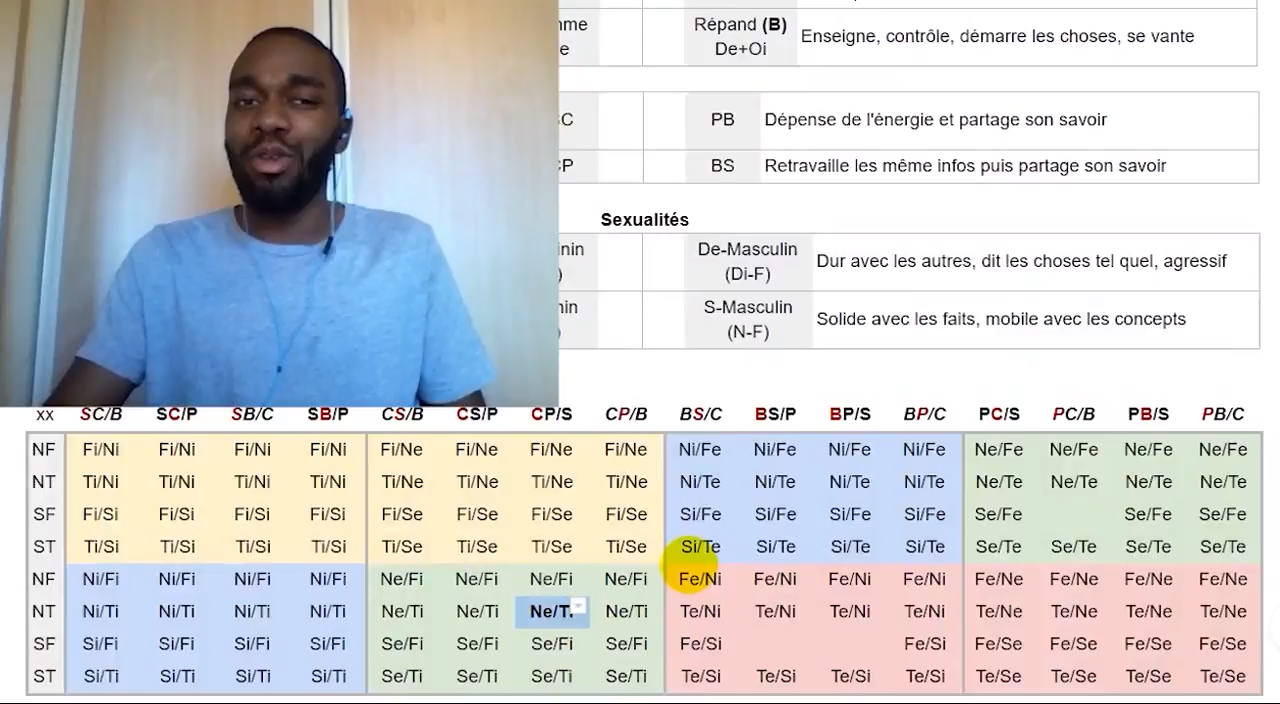 Répand (B)
De+Oi
Enseigne, contrôle, démarre les choses, se vante
PB
Dépense de l'énergie et partage son savoir
BS
Retravaille les même infos puis partage son savoir
Sexualités
De-Masculin
(Di-F)
Dur avec les autres, dit les choses tel quel, agressif
S-Masculin
(N-F)
Solide avec les faits, mobile avec les concepts
xx SC/B SC/P SB/C SB/P CS/B CS/P CP/S CP/B BS/C BS/P BP/S BP/C PC/S PC/B PB/S PB/C
NF Fi/Ni Fi/Ni Fi/Ni Fi/Ni Fi/Ne Fi/Ne Fi/Ne Fi/Ne Ni/Fe Ni/Fe Ni/Fe Ni/Fe Ne/Fe Ne/Fe Ne/Fe Ne/Fe
NT Ti/Ni Ti/Ni Ti/Ni Ti/Ni Ti/Ne Ti/Ne Ti/Ne Ti/Ne Ni/Te Ni/Te Ni/Te Ni/Te Ne/Te Ne/Te Ne/Te Ne/Te
SF Fi/Si Fi/Si Fi/Si Fi/Si Fi/Se Fi/Se Fi/Se Fi/Se Si/Fe Si/Fe Si/Fe Si/Fe Se/Fe Se/Fe Se/Fe
ST Ti/Si Ti/Si Ti/Si Ti/Si Ti/Se Ti/Se Ti/Se Ti/Se Si/Te Si/Te Si/Te Si/Te Se/Te Se/Te Se/Te Se/Te
NF Ni/Fi Ni/Fi Ni/Fi Ni/Fi Ne/Fi Ne/Fi Ne/Fi Ne/Fi Fe/Ni Fe/Ni Fe/Ni Fe/Ni Fe/Ne Fe/Ne Fe/Ne Fe/Ne
NT Ni/Ti Ni/Ti Ni/Ti Ni/Ti Ne/Ti Ne/Ti Ne/Ti Ne/Ti Te/Ni Te/Ni Te/Ni Te/Ni Te/Ne Te/Ne Te/Ne Te/Ne
SF Si/Fi Si/Fi Si/Fi Si/Fi Se/Fi Se/Fi Se/Fi Se/Fi Fe/Si Fe/Si Fe/Se Fe/Se Fe/Se Fe/Se
ST Si/Ti Si/Ti Si/Ti Si/Ti Se/Ti Se/Ti Se/Ti Se/Ti Te/Si Te/Si Te/Si Te/Si Te/Se Te/Se Te/Se Te/Se